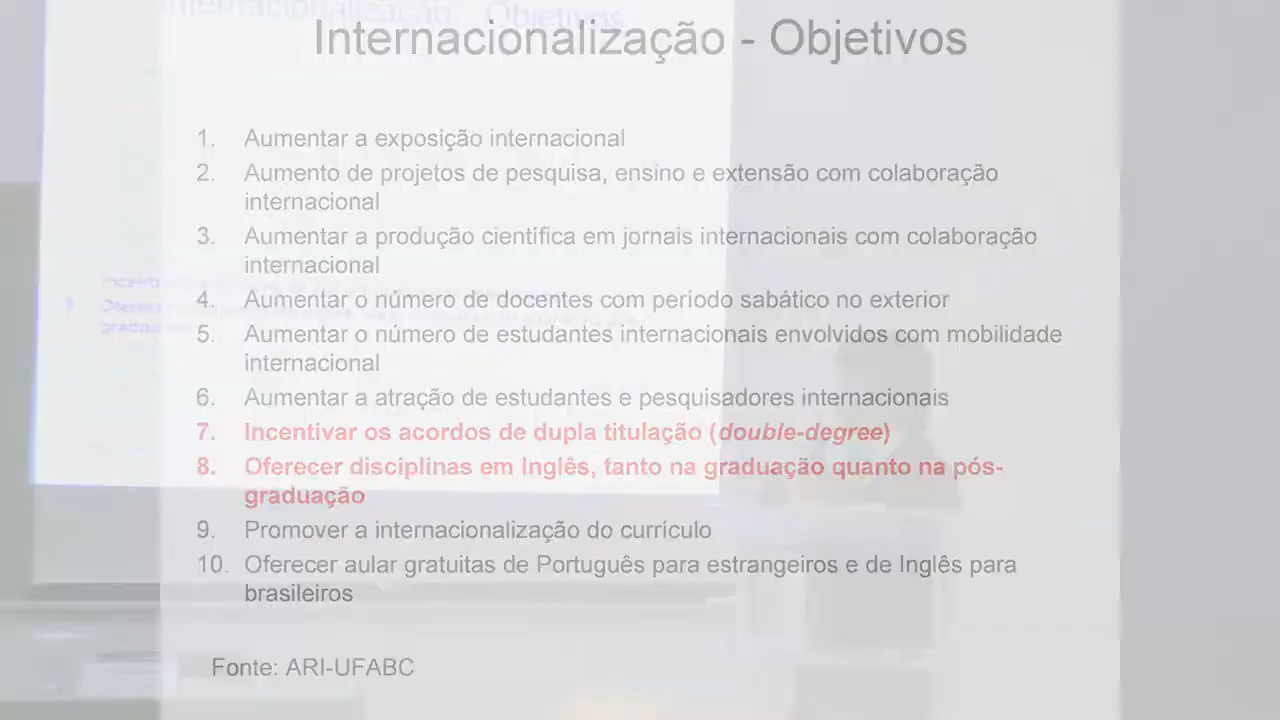 Internacionalização - Objetivos
1. Aumentar a exposição internacional
2. Aumento de projetos de pesquisa, ensino e extensão com colaboração
internacional
3. Aumentar a produção científica em jornais internacionais com colaboração
internacional
4. Aumentar o número de docentes com período sabático no exterior
5. Aumentar o número de estudantes internacionais envolvidos com mobilidade
internacional
6. Aumentar a atração de estudantes e pesquisadores internacionais
7. Incentivar os acordos de dupla titulação (double-degree)
8. Oferecer disciplinas em Inglês, tanto na graduação quanto na pós-
graduação
9. Promover a internacionalização do currículo
10. Oferecer aular gratuitas de Português para estrangeiros e de Inglês para
brasileiros
Fonte: ARI-UFABC